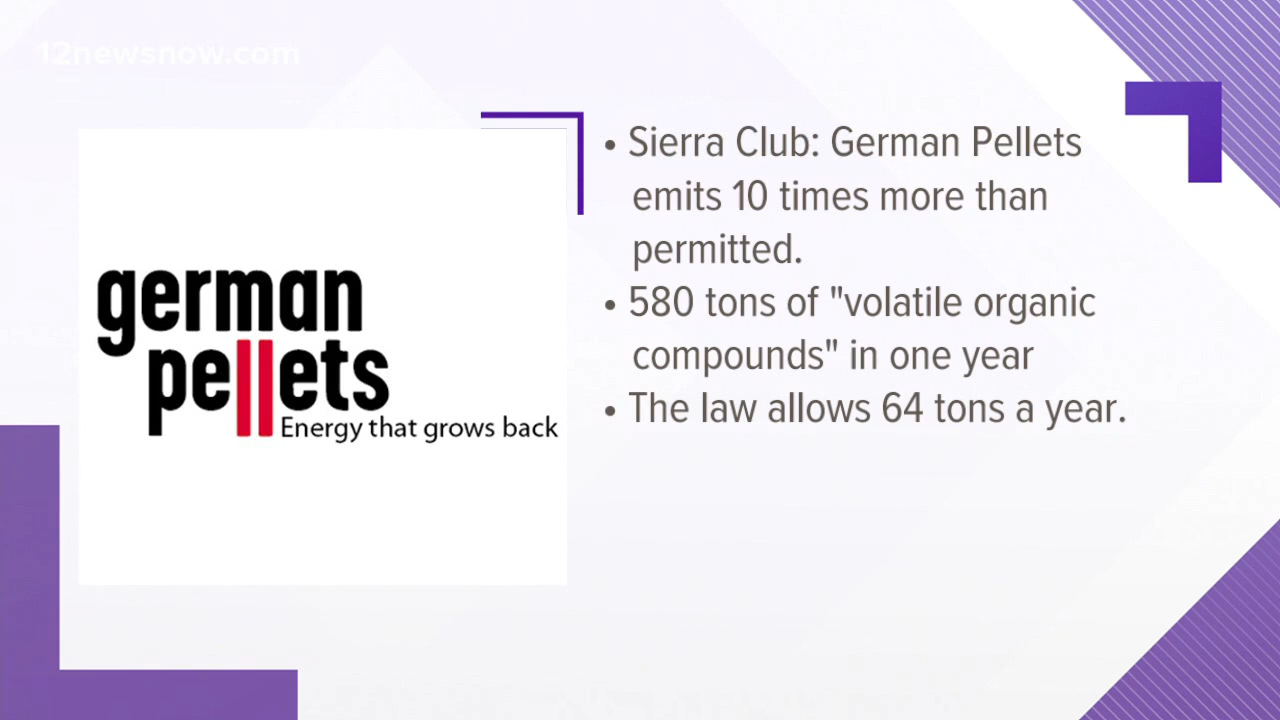 12newsnow.com
german
pellets
Energy that grows back
• Sierra Club: German Pellets
emits 10 times more than
permitted.
• 580 tons of "volatile organic
compounds" in one year
• The law allows 64 tons a year.